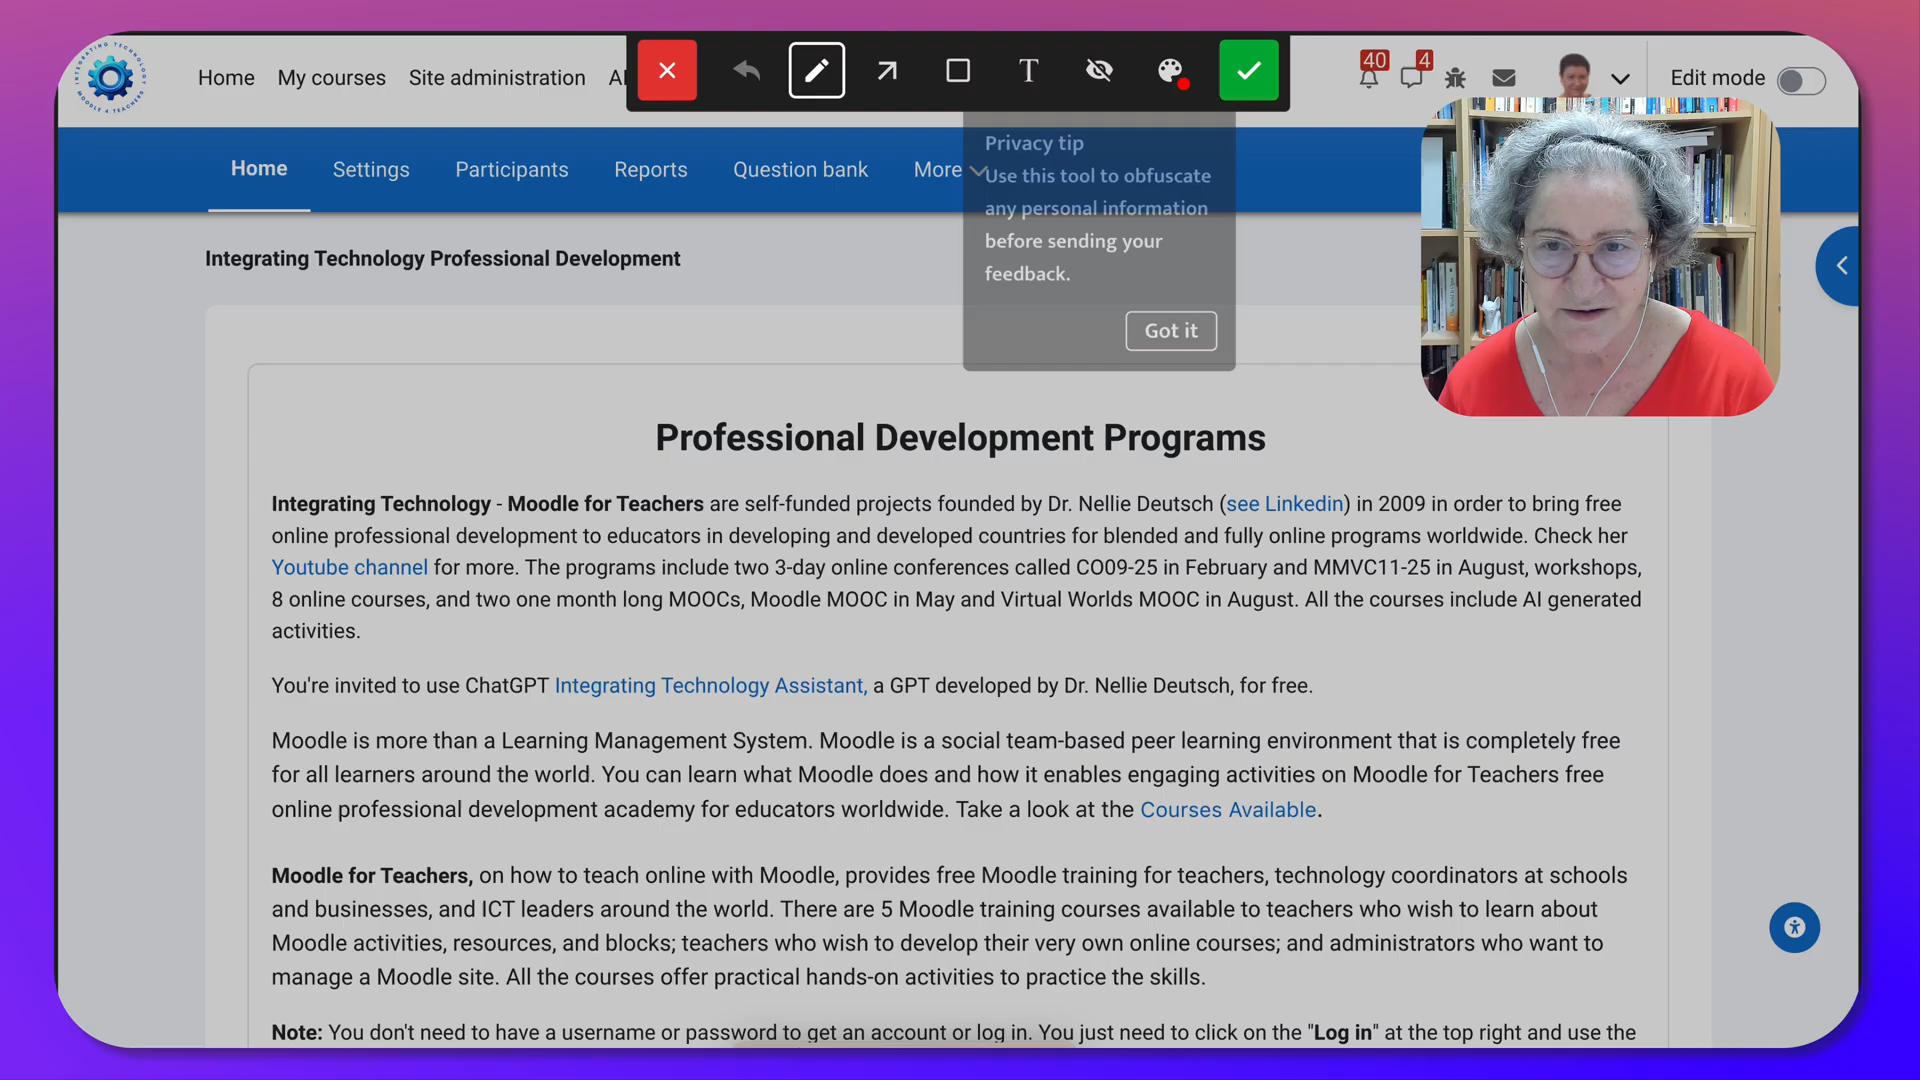 INTEGRATING TECHNOLOGY
MOODLE 4 TEACHERS
Home My courses Site administration
T
40 4
Edit mode
Home Settings Participants Reports Question bank More
Privacy tip
Use this tool to obfuscate
any personal information
before sending your
feedback.
Got it
Integrating Technology Professional Development
Professional Development Programs
Integrating Technology - Moodle for Teachers are self-funded projects founded by Dr. Nellie Deutsch (see Linkedin) in 2009 in order to bring free
online professional development to educators in developing and developed countries for blended and fully online programs worldwide. Check her
Youtube channel for more. The programs include two 3-day online conferences called CO09-25 in February and MMVC11-25 in August, workshops,
8 online courses, and two one month long MOOCs, Moodle MOOC in May and Virtual Worlds MOOC in August. All the courses include AI generated
activities.
You're invited to use ChatGPT Integrating Technology Assistant, a GPT developed by Dr. Nellie Deutsch, for free.
Moodle is more than a Learning Management System. Moodle is a social team-based peer learning environment that is completely free
for all learners around the world. You can learn what Moodle does and how it enables engaging activities on Moodle for Teachers free
online professional development academy for educators worldwide. Take a look at the Courses Available.
Moodle for Teachers, on how to teach online with Moodle, provides free Moodle training for teachers, technology coordinators at schools
and businesses, and ICT leaders around the world. There are 5 Moodle training courses available to teachers who wish to learn about
Moodle activities, resources, and blocks; teachers who wish to develop their very own online courses; and administrators who want to
manage a Moodle site. All the courses offer practical hands-on activities to practice the skills.
Note: You don't need to have a username or password to get an account or log in. You just need to click on the "Log in" at the top right and use the